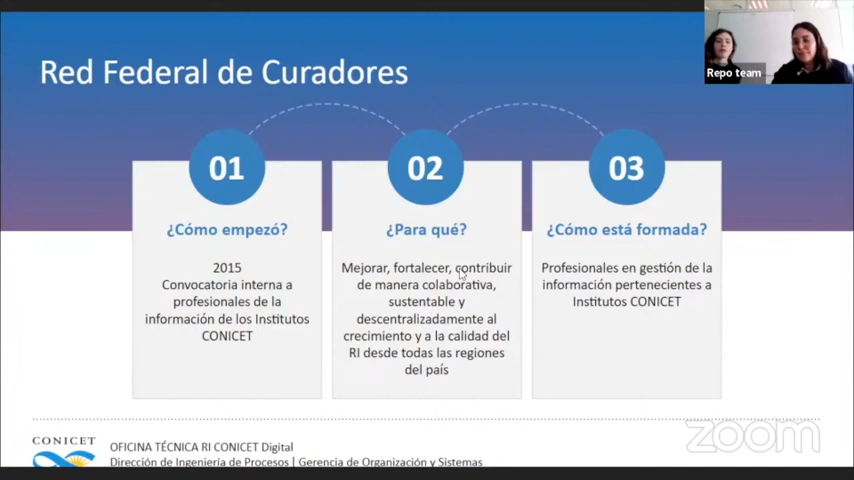 Red Federal de Curadores
Repo team
01
¿Cómo empezó?
2015
Convocatoria interna a
profesionales de la
información de los Institutos
CONICET
02
¿Para qué?
Mejorar, fortalecer, contribuir
de manera colaborativa,
sustentable y
descentralizadamente al
crecimiento y a la calidad del
RI desde todas las regiones
del país
03
¿Cómo está formada?
Profesionales en gestión de la
información pertenecientes a
Institutos CONICET
zoom
CONICET
OFICINA TÉCNICA RI CONICET Digital
Dirección de Ingeniería de Procesos | Gerencia de Organización y Sistemas